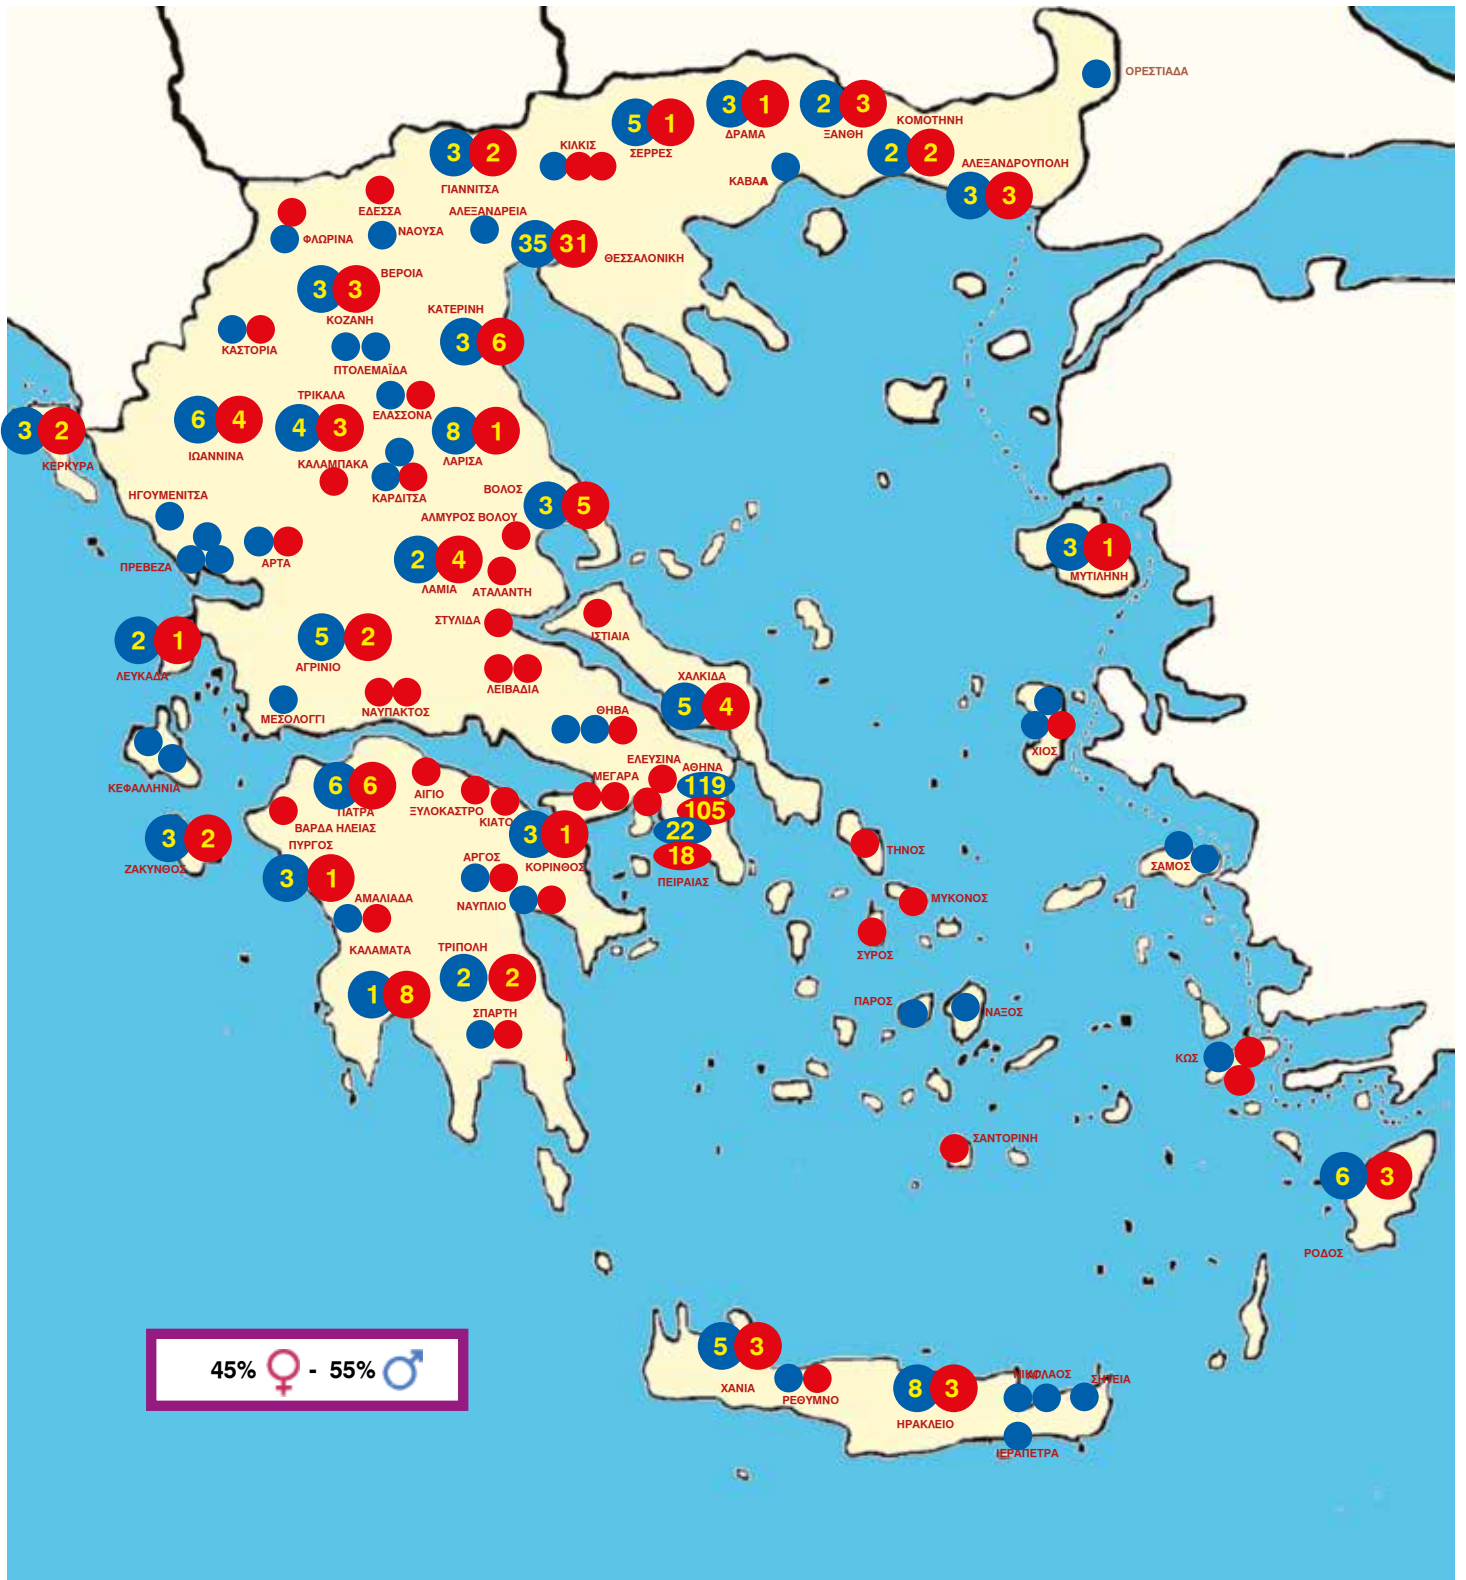 ΟΡΕΣΤΙΑΔΑ
3 1
ΔΡΑΜΑ
2 3
ΞΑΝΘΗ
5 1
ΣΕΡΡΕΣ
ΚΟΜΟΤΗΝΗ
2 2
3 2
ΓΙΑΝΝΙΤΣΑ
ΚΙΛΚΙΣ
ΑΛΕΞΑΝΔΡΟΥΠΟΛΗ
3 3
ΚΑΒΑΛΑ
ΕΔΕΣΣΑ
ΑΛΕΞΑΝΔΡΕΙΑ
ΦΛΩΡΙΝΑ
ΝΑΟΥΣΑ
35 31
ΘΕΣΣΑΛΟΝΙΚΗ
ΒΕΡΟΙΑ
3 3
ΚΟΖΑΝΗ
ΚΑΤΕΡΙΝΗ
3 6
ΚΑΣΤΟΡΙΑ
ΠΤΟΛΕΜΑΪΔΑ
ΤΡΙΚΑΛΑ
ΕΛΑΣΣΟΝΑ
3 2
ΚΕΡΚΥΡΑ
6 4
ΙΩΑΝΝΙΝΑ
4 3
ΚΑΛΑΜΠΑΚΑ
8 1
ΛΑΡΙΣΑ
ΚΑΡΔΙΤΣΑ
ΗΓΟΥΜΕΝΙΤΣΑ
ΒΟΛΟΣ
3 5
ΑΛΜΥΡΟΣ ΒΟΛΟΥ
ΠΡΕΒΕΖΑ
ΑΡΤΑ
2 4
ΛΑΜΙΑ
ΑΤΑΛΑΝΤΗ
3 1
ΜΥΤΙΛΗΝΗ
ΣΤΥΛΙΔΑ
ΙΣΤΙΑΙΑ
2 1
ΛΕΥΚΑΔΑ
5 2
ΑΓΡΙΝΙΟ
ΛΕΙΒΑΔΙΑ
ΧΑΛΚΙΔΑ
5 4
ΜΕΣΟΛΟΓΓΙ
ΝΑΥΠΑΚΤΟΣ
ΘΗΒΑ
ΧΙΟΣ
ΚΕΦΑΛΛΗΝΙΑ
6 6
ΠΑΤΡΑ
ΑΙΓΙΟ
ΕΛΕΥΣΙΝΑ
ΑΘΗΝΑ
ΜΕΓΑΡΑ
119
105
22
18
ΠΕΙΡΑΙΑΣ
ΞΥΛΟΚΑΣΤΡΟ
ΚΙΑΤΟ
ΒΑΡΔΑ ΗΛΕΙΑΣ
3 2
ΖΑΚΥΝΘΟΣ
ΠΥΡΓΟΣ
3 1
3 1
ΚΟΡΙΝΘΟΣ
ΑΡΓΟΣ
ΝΑΥΠΛΙΟ
ΑΜΑΛΙΑΔΑ
ΤΗΝΟΣ
ΣΑΜΟΣ
ΜΥΚΟΝΟΣ
ΣΥΡΟΣ
ΚΑΛΑΜΑΤΑ
1 8
ΤΡΙΠΟΛΗ
2 2
ΣΠΑΡΤΗ
ΠΑΡΟΣ
ΝΑΞΟΣ
ΚΩΣ
ΣΑΝΤΟΡΙΝΗ
6 3
ΡΟΔΟΣ
45% ♀ - 55% ♂
5 3
ΧΑΝΙΑ
ΡΕΘΥΜΝΟ
8 3
ΗΡΑΚΛΕΙΟ
ΝΙΚΟΛΑΟΣ
ΣΗΤΕΙΑ
ΙΕΡΑΠΕΤΡΑ